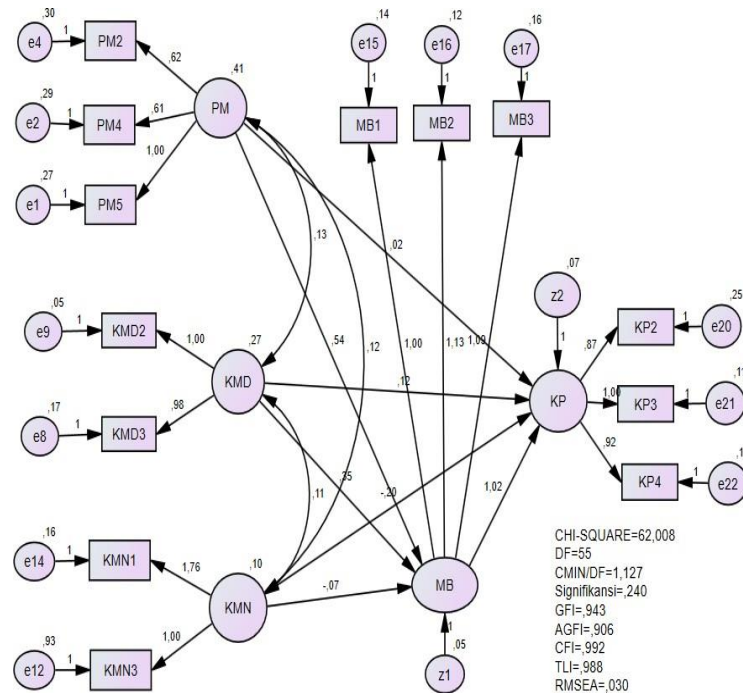 ,30
e4
1
PM2
,62
,29
e2
1
PM4
,61
,27
e1
1
PM5
1,00
,41
PM
,14
e15
1
MB1
,12
e16
1
MB2
,16
e17
1
MB3
,13
,02
,54
,12
1,00
1,13
1,09
,05
e9
1
KMD2
1,00
,17
e8
1
KMD3
,98
,27
KMD
,12
,35
,11
-,20
,07
z2
1
KP
,87
KP2
1
,25
e20
1,00
KP3
1
e21
,92
KP4
1
e22
1,02
,16
e14
1
KMN1
1,76
,93
e12
1
KMN3
1,00
,10
KMN
-,07
MB
1
,05
z1
CHI-SQUARE=62,008
DF=55
CMIN/DF=1,127
Signifikansi=,240
GFI=,943
AGFI=,906
CFI=,992
TLI=,988
RMSEA=,030